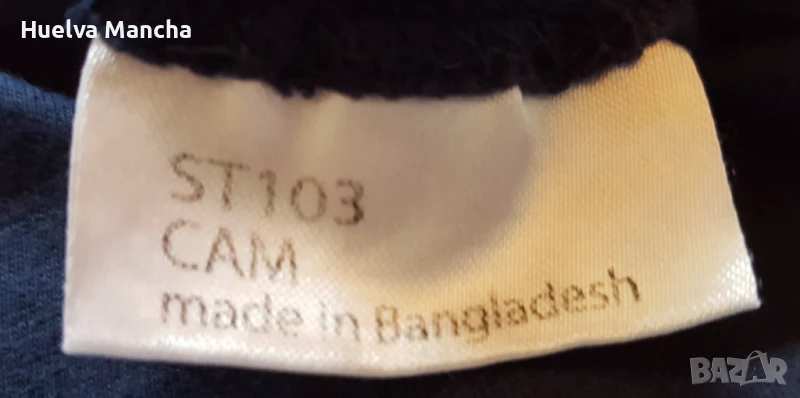 Huelva Mancha
ST103
CAM
made in Bangladesh
BAZAR